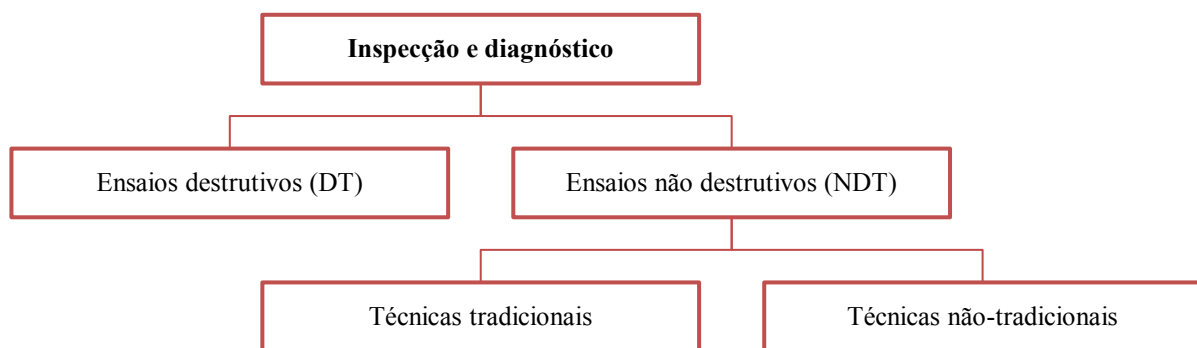 Inspecção e diagnóstico
Ensaios destrutivos (DT)
Ensaios não destrutivos (NDT)
Técnicas tradicionais
Técnicas não-tradicionais